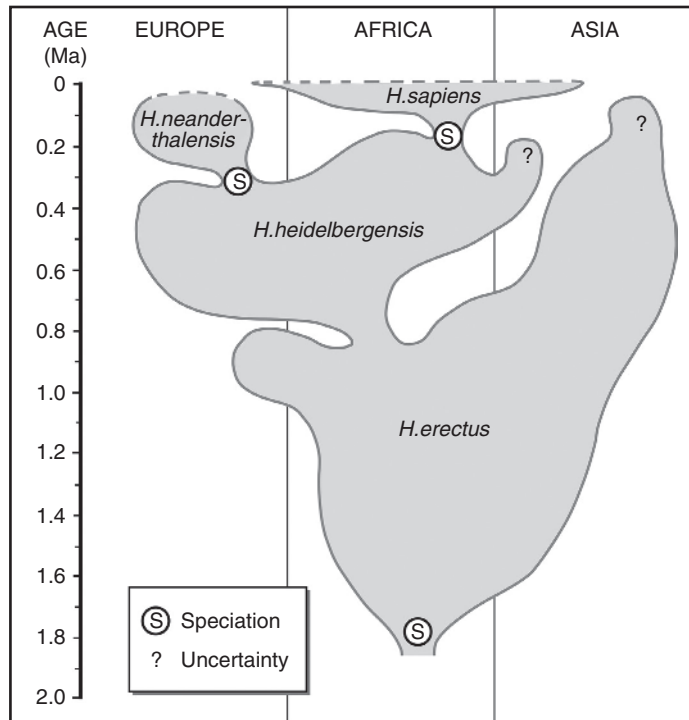 AGE
(Ma)
EUROPE
AFRICA
ASIA
0
0.2
0.4
0.6
0.8
1.0
1.2
1.4
1.6
1.8
2.0
H.neander-
thalensis
H.sapiens
S
?
?
S
H.heidelbergensis
H.erectus
S
S Speciation
? Uncertainty